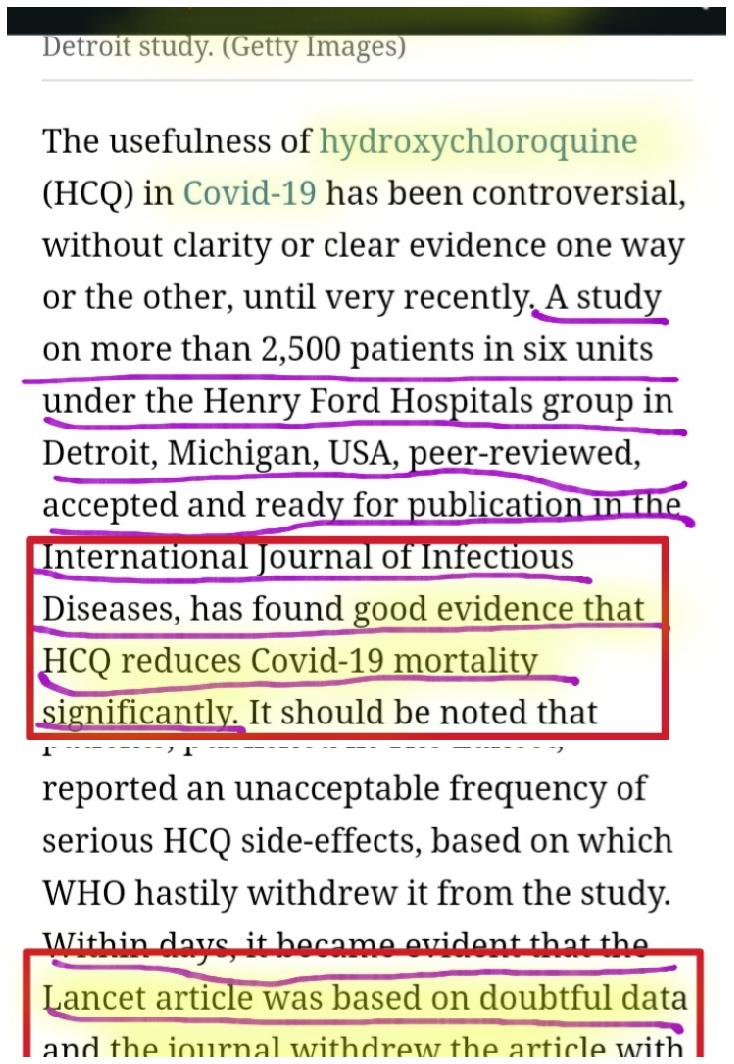 Detroit study. (Getty Images)
The usefulness of hydroxychloroquine
(HCQ) in Covid-19 has been controversial,
without clarity or clear evidence one way
or the other, until very recently. A study
on more than 2,500 patients in six units
under the Henry Ford Hospitals group in
Detroit, Michigan, USA, peer-reviewed,
accepted and ready for publication in the
International Journal of Infectious
Diseases, has found good evidence that
HCQ reduces Covid-19 mortality
significantly. It should be noted that
reported an unacceptable frequency of
serious HCQ side-effects, based on which
WHO hastily withdrew it from the study.
Within days, it became evident that the
Lancet article was based on doubtful data
and the journal withdrew the article with